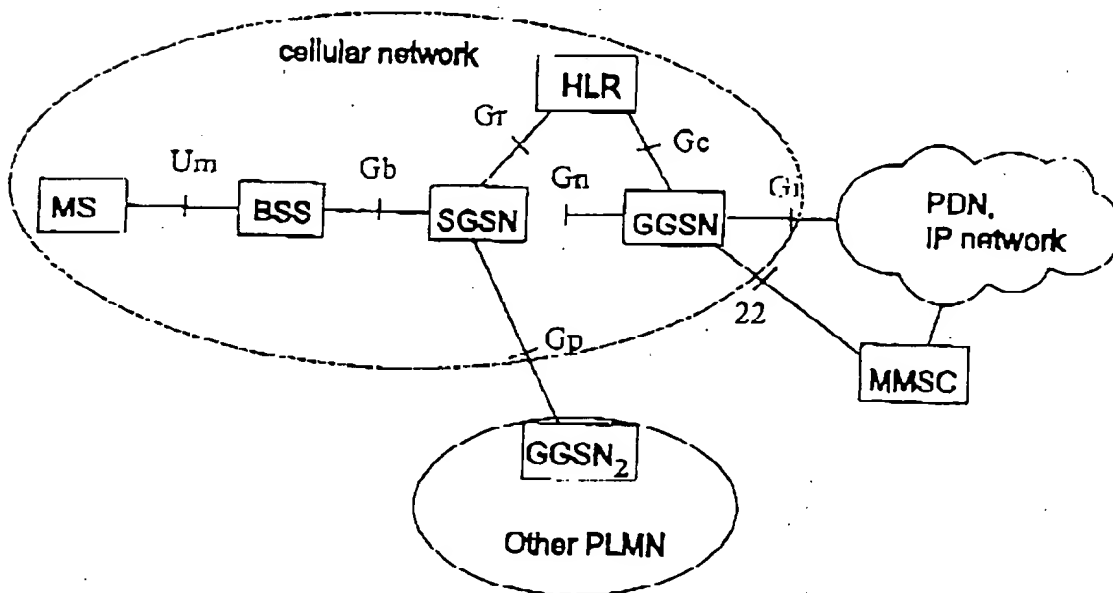 cellular network
HLR
Gr
Gc
Um
Gb
Gn
Gi
MS
BSS
SGSN
GGSN
PDN,
IP network
22
Gp
MMSC
GGSN2
Other PLMN